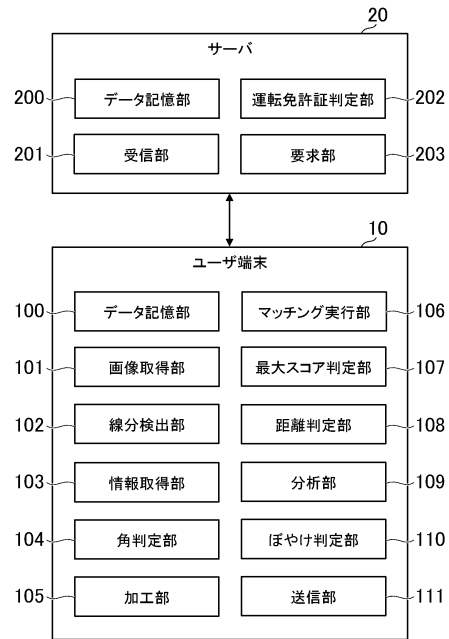 20
サーバ
200 データ記憶部 運転免許証判定部 202
201 受信部 要求部 203
10
ユーザ端末
100 データ記憶部 マッチング実行部 106
101 画像取得部 最大スコア判定部 107
102 線分検出部 距離判定部 108
103 情報取得部 分析部 109
104 角判定部 ぼやけ判定部 110
105 加工部 送信部 111